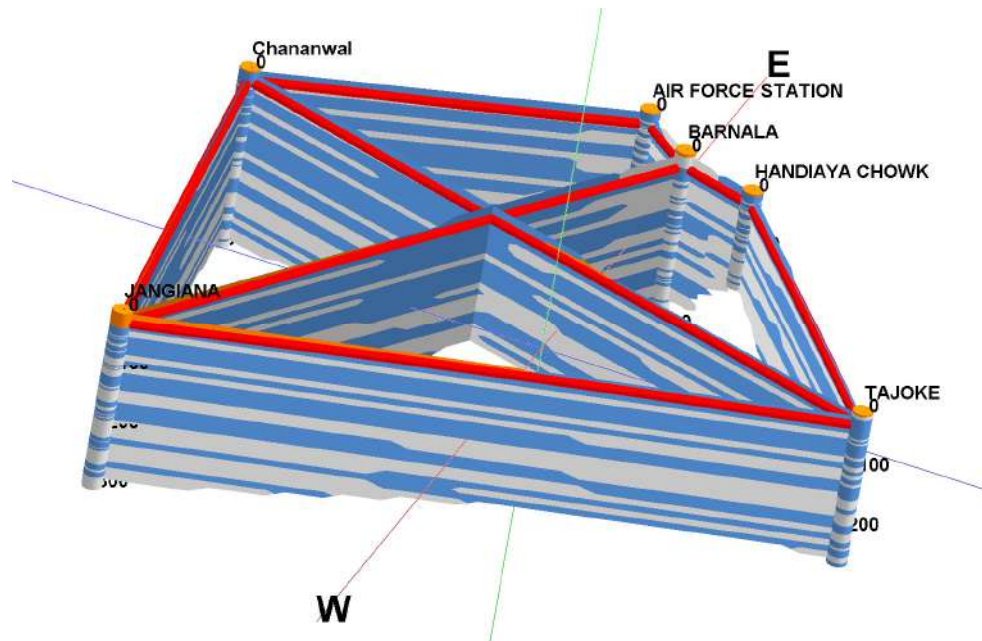 Chananwal
0
E
AIR FORCE STATION
0
BARNALA
0
HANDIAYA CHOWK
0
JANGIANA
0
TAJOKE
0
100
200
W